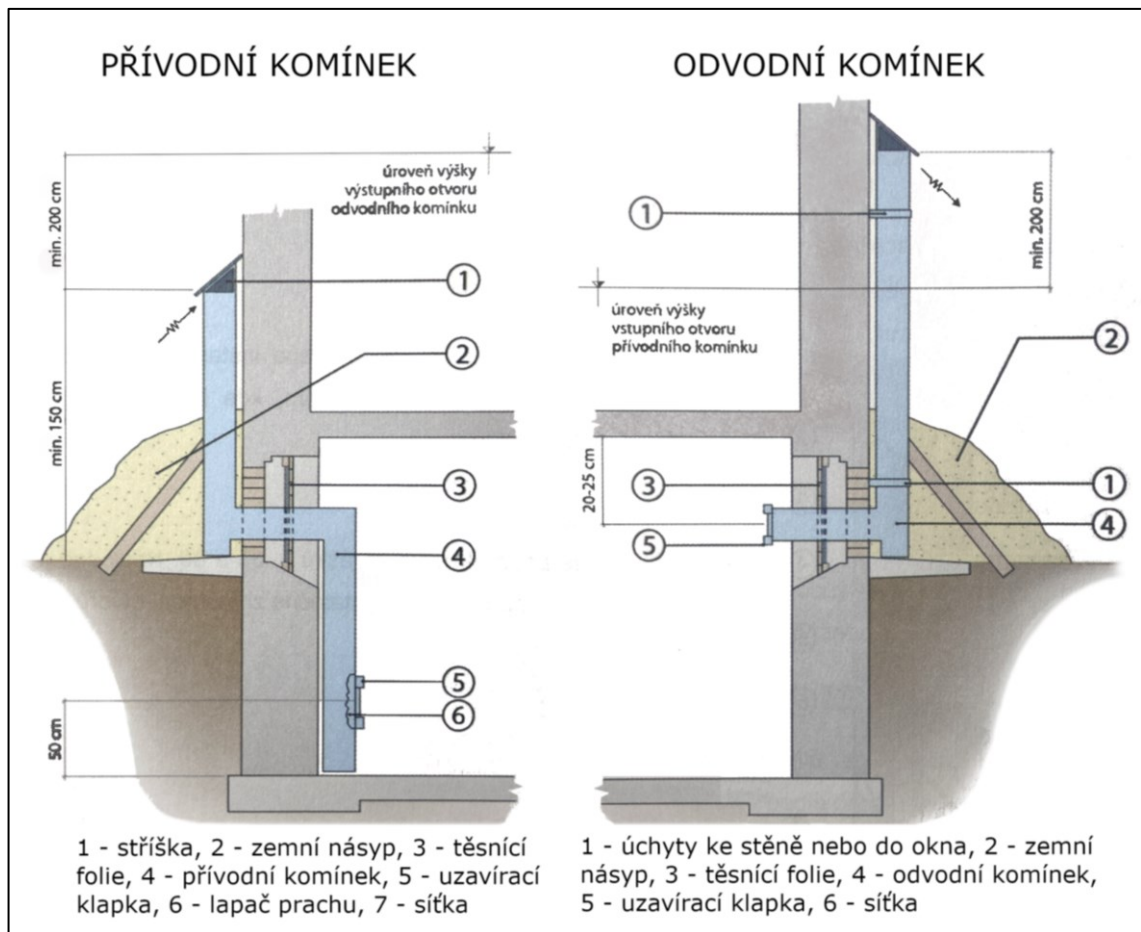 PŘÍVODNÍ KOMÍNEK
min. 200 cm
úroveň výšky
výstupního otvoru
odvodního komínku
1
2
min. 150 cm
3
4
5
6
50 cm
1 - stříška, 2 - zemní násyp, 3 - těsnící
folie, 4 - přívodní komínek, 5 - uzavírací
klapka, 6 - lapač prachu, 7 - síťka
ODVODNÍ KOMÍNEK
1
min. 200 cm
úroveň výšky
vstupního otvoru
přívodního komínku
2
20-25 cm
3
1
4
5
1 - úchyty ke stěně nebo do okna, 2 - zemní
násyp, 3 - těsnící folie, 4 - odvodní komínek,
5 - uzavírací klapka, 6 - síťka